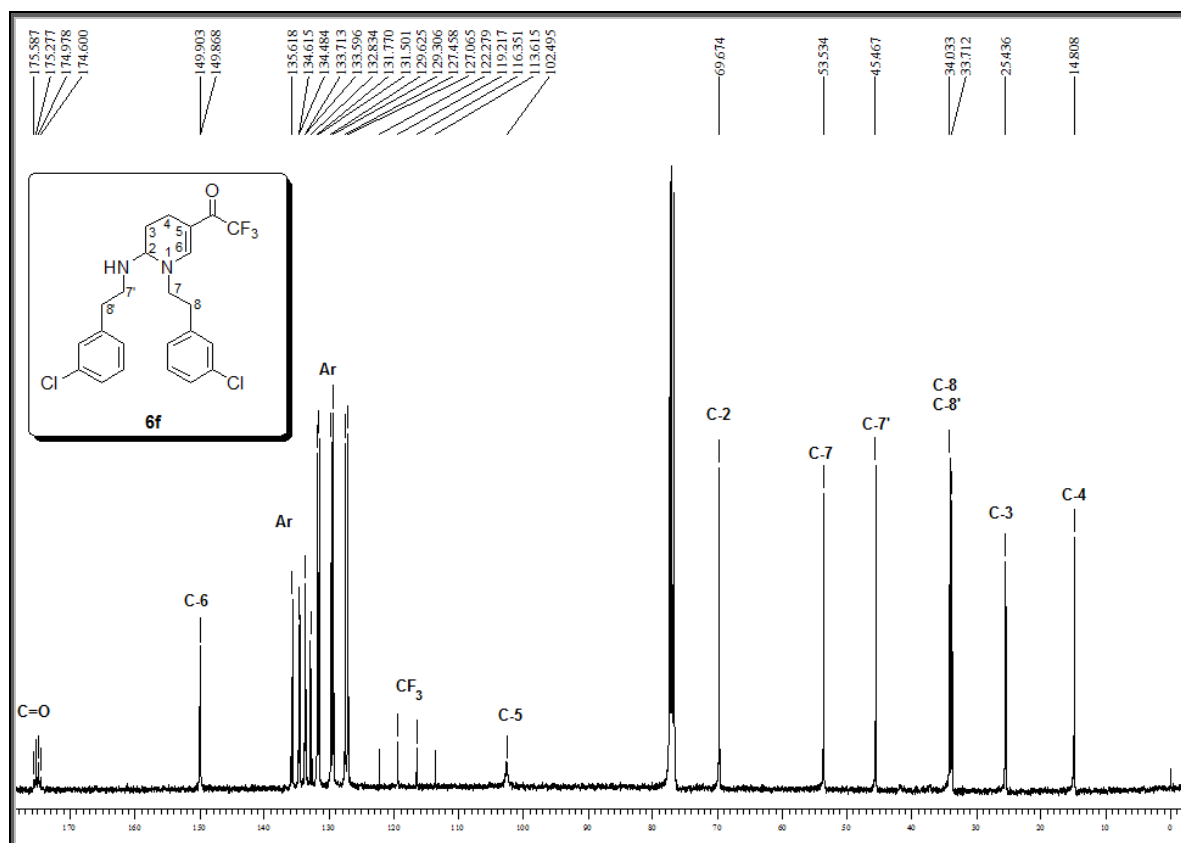 175.587
175.277
174.978
174.600
149.903
149.868
135.618
134.615
134.484
133.713
133.596
132.834
131.770
131.501
129.625
129.306
127.458
127.065
122.279
119.217
116.351
113.615
102.495
69.674
53.534
45.467
34.033
33.712
25.436
14.808
O
4
3
5
CF3
2
6
1
HN
N
7'
7
8'
8
Cl
Cl
6f
Ar
C-8
C-8'
C-2
C-7'
C-7
C-4
C-3
Ar
C-6
CF3
C-5
C=O
170 160 150 140 130 120 110 100 90 80 70 60 50 40 30 20 10 0